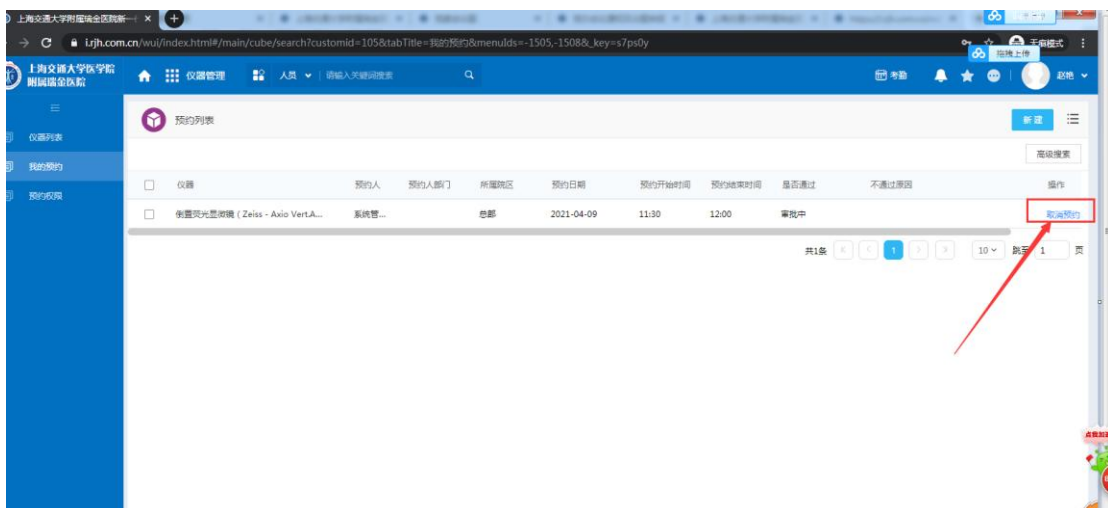 上海交通大学附属瑞金医院新
i.rjh.com.cn/wui/index.html#/main/cube/search?customid=105&tabTitle=我的预约&menuIds=-1505,-1508&_key=s7ps0y
无痕模式
拖拽上传
上海交通大学医学院
附属瑞金医院
仪器管理
人员
请输入关键词搜索
考勤
赵艳
仪器列表
我的预约
预约权限
预约列表
新建
高级搜索
仪器 预约人 预约人部门 所属院区 预约日期 预约开始时间 预约结束时间 是否通过 不通过原因 操作
倒置荧光显微镜 ( Zeiss - Axio Vert.A... 系统管... 总部 2021-04-09 11:30 12:00 审批中 取消预约
共1条 1 10 跳至 1 页
点我加速